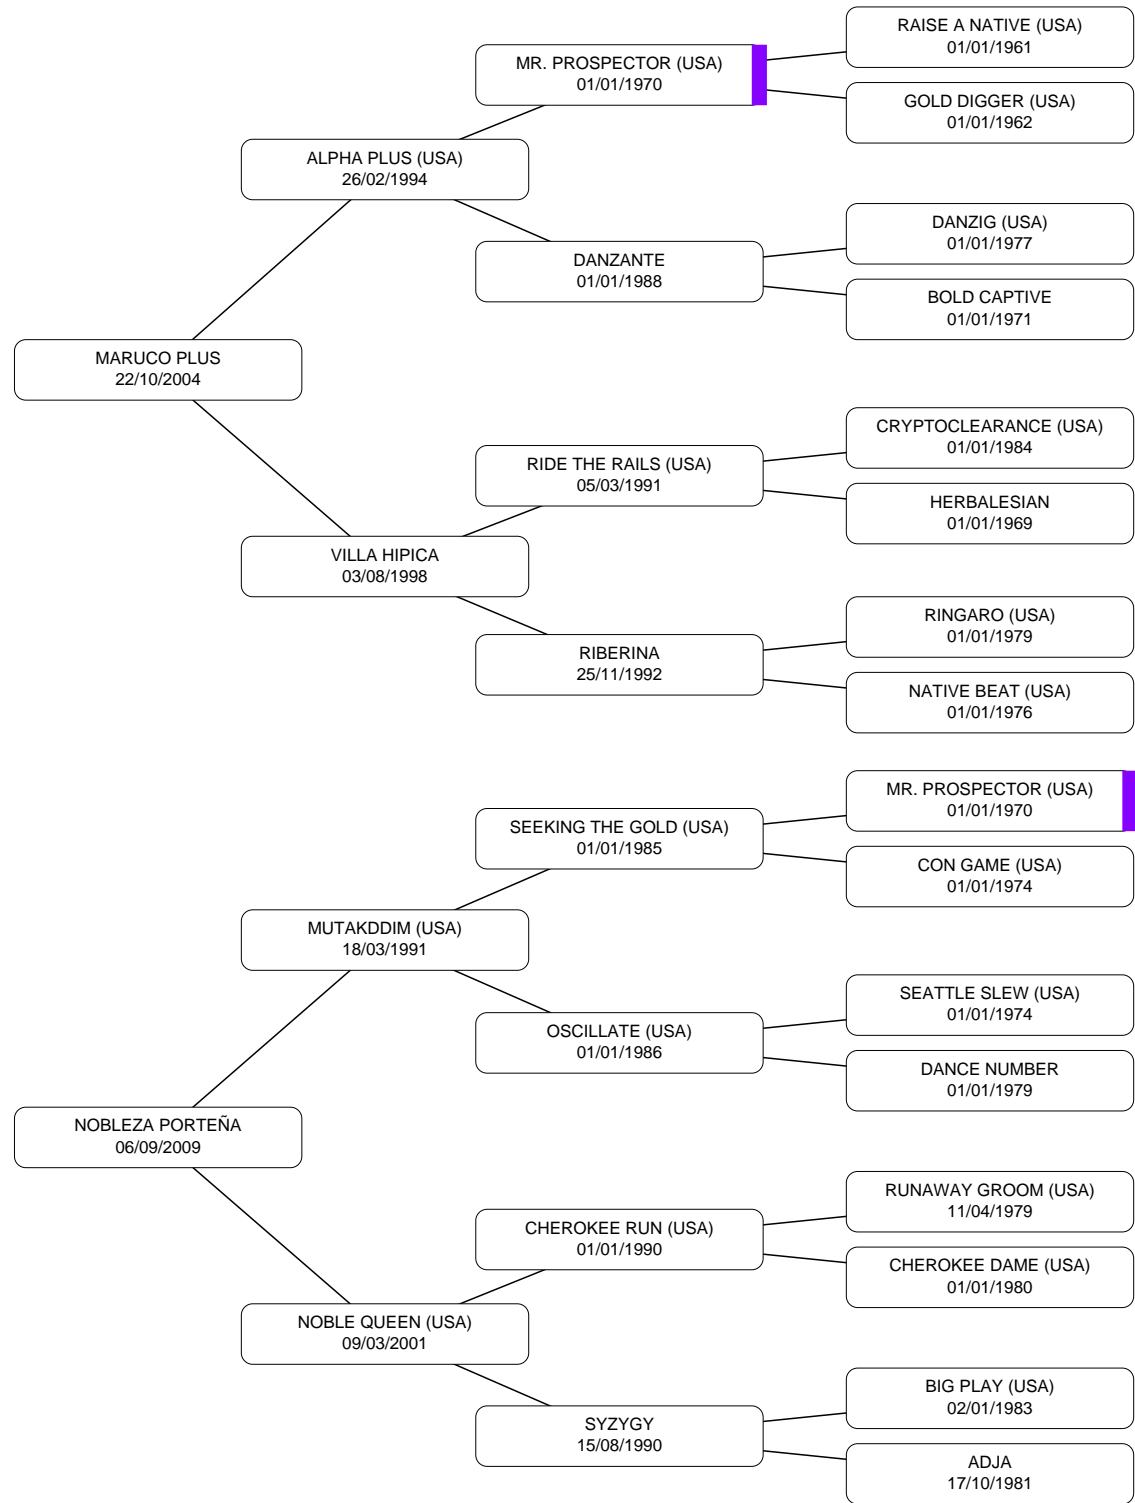 RAISE A NATIVE (USA)
01/01/1961
MR. PROSPECTOR (USA)
01/01/1970
GOLD DIGGER (USA)
01/01/1962
ALPHA PLUS (USA)
26/02/1994
DANZIG (USA)
01/01/1977
DANZANTE
01/01/1988
BOLD CAPTIVE
01/01/1971
MARUCO PLUS
22/10/2004
CRYPTOCLEARANCE (USA)
01/01/1984
RIDE THE RAILS (USA)
05/03/1991
HERBALESIAN
01/01/1969
VILLA HIPICA
03/08/1998
RINGARO (USA)
01/01/1979
RIBERINA
25/11/1992
NATIVE BEAT (USA)
01/01/1976
MR. PROSPECTOR (USA)
01/01/1970
SEEKING THE GOLD (USA)
01/01/1985
CON GAME (USA)
01/01/1974
MUTAKDDIM (USA)
18/03/1991
SEATTLE SLEW (USA)
01/01/1974
OSCILLATE (USA)
01/01/1986
DANCE NUMBER
01/01/1979
NOBLEZA PORTEÑA
06/09/2009
RUNAWAY GROOM (USA)
11/04/1979
CHEROKEE RUN (USA)
01/01/1990
CHEROKEE DAME (USA)
01/01/1980
NOBLE QUEEN (USA)
09/03/2001
BIG PLAY (USA)
02/01/1983
SYZYGY
15/08/1990
ADJA
17/10/1981